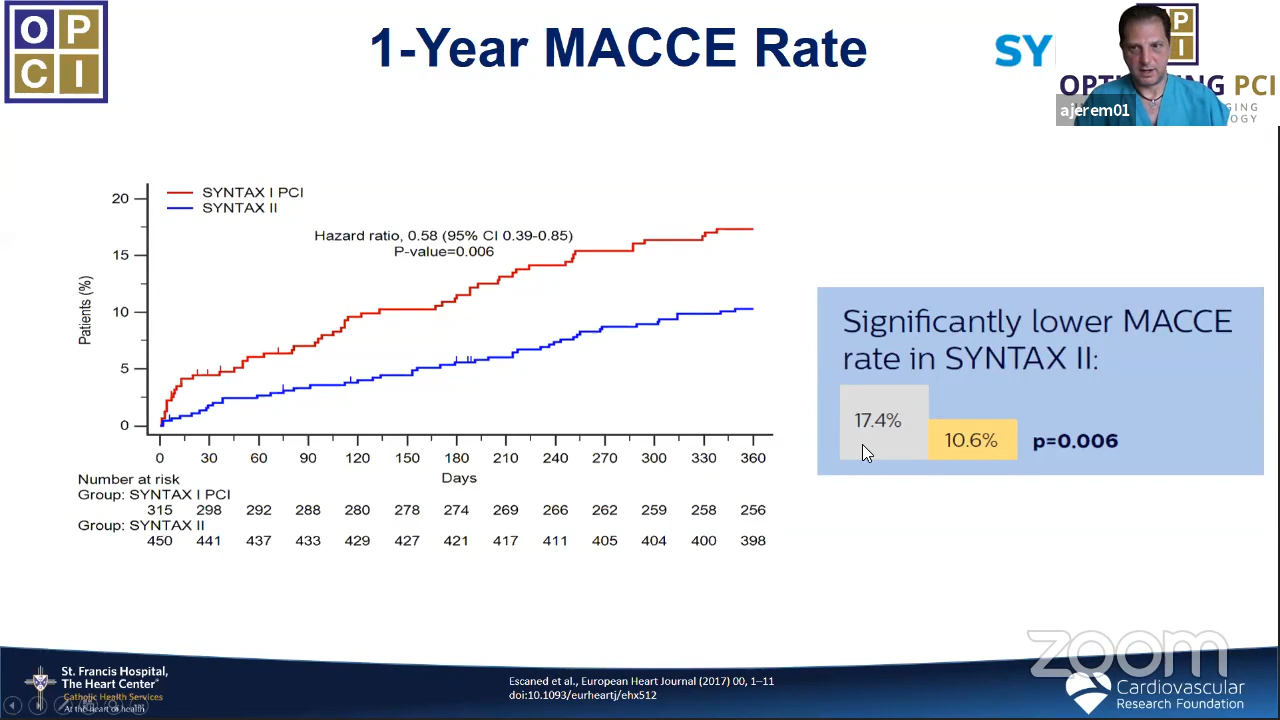 O P
C I
1-Year MACCE Rate
SY
P
I
OPT
NG PCI
GING
OGY
ajerem01
SYNTAX I PCI
SYNTAX II
Hazard ratio, 0.58 (95% CI 0.39-0.85)
P-value=0.006
Patients (%)
20
15
10
5
0
0 30 60 90 120 150 180 210 240 270 300 330 360
Days
Number at risk
Group: SYNTAX I PCI
315 298 292 288 280 278 274 269 266 262 259 258 256
Group: SYNTAX II
450 441 437 433 429 427 421 417 411 405 404 400 398
Significantly lower MACCE
rate in SYNTAX II:
17.4%
10.6%
p=0.006
zoom
St. Francis Hospital,
The Heart Center
Catholic Health Services
At the heart of health
Escaned et al., European Heart Journal (2017) 00, 1–11
doi:10.1093/eurheartj/ehx512
Cardiovascular
Research Foundation